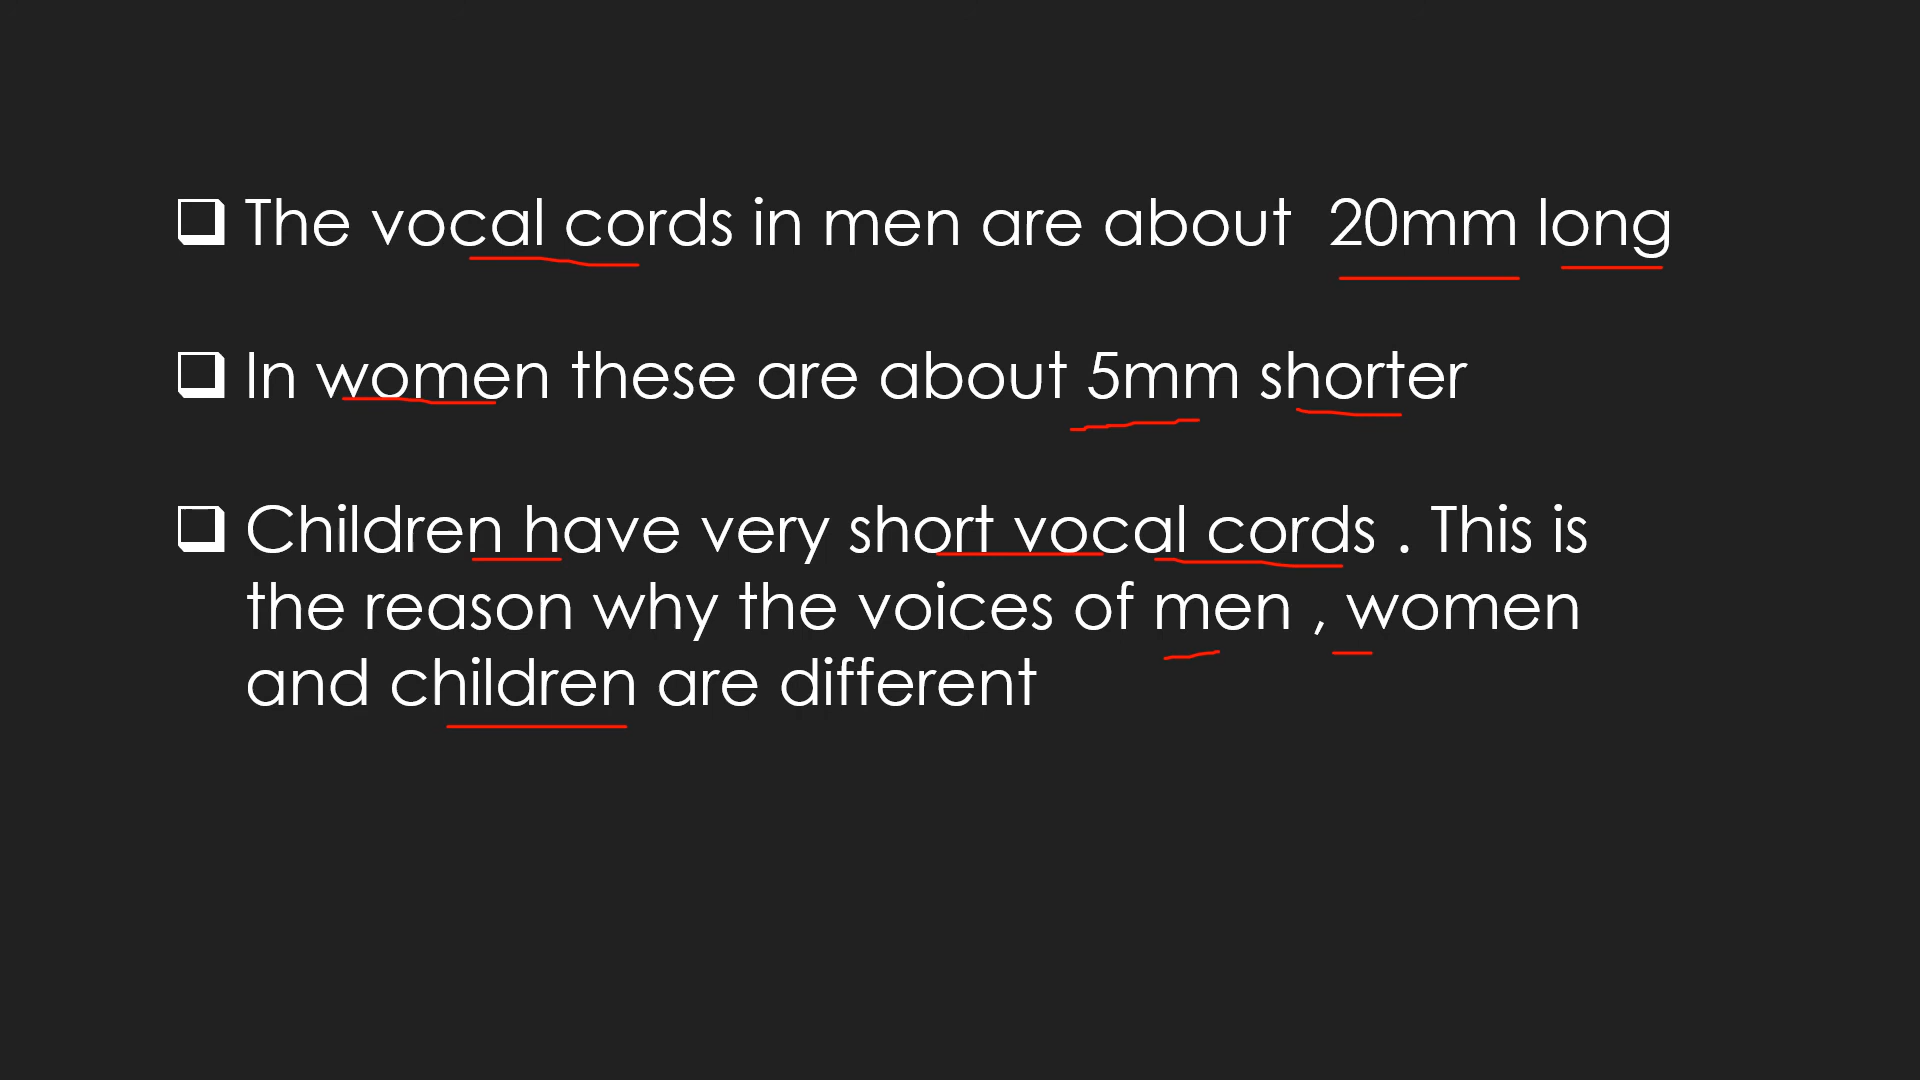 ❑ The vocal cords in men are about 20mm long
❑ In women these are about 5mm shorter
❑ Children have very short vocal cords . This is
the reason why the voices of men , women
and children are different